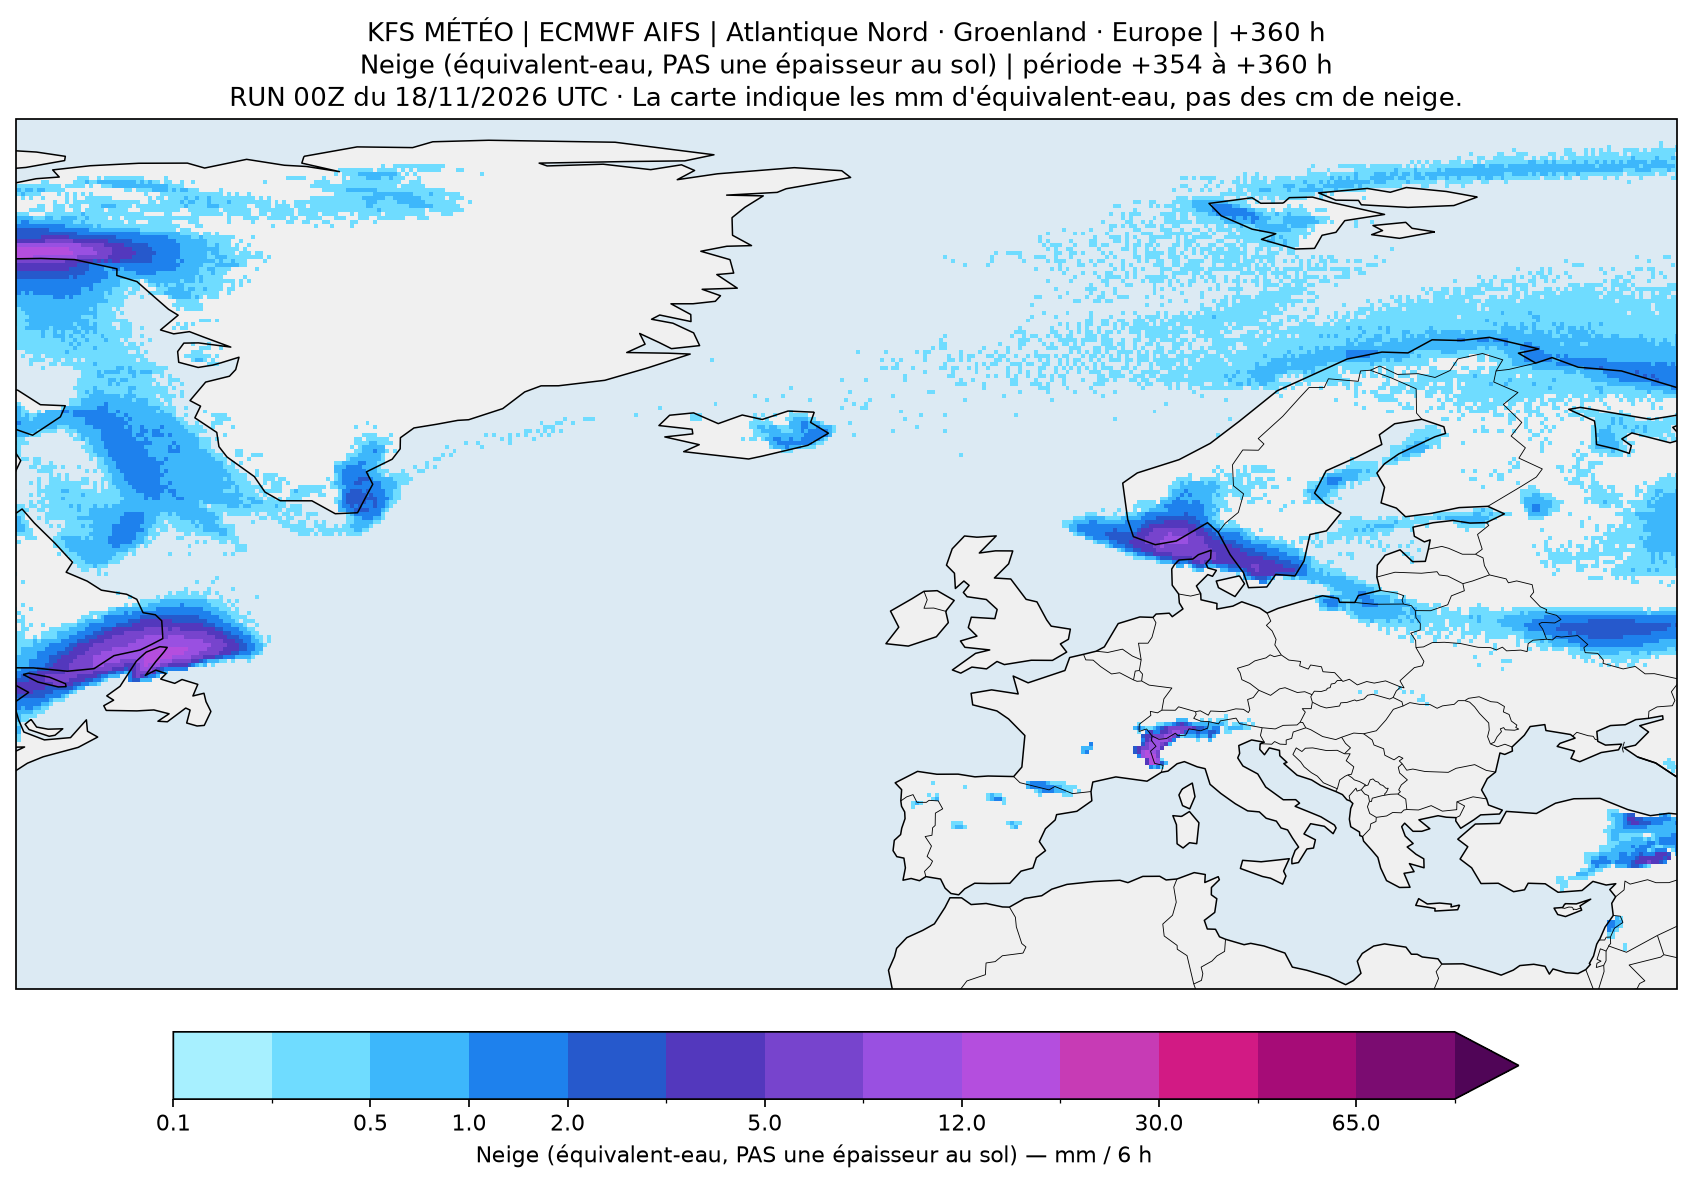 KFS MÉTÉO | ECMWF AIFS | Atlantique Nord · Groenland · Europe | +360 h
Neige (équivalent-eau, PAS une épaisseur au sol) | période +354 à +360 h
RUN 00Z du 18/11/2026 UTC · La carte indique les mm d'équivalent-eau, pas des cm de neige.
0.1 0.5 1.0 2.0 5.0 12.0 30.0 65.0
Neige (équivalent-eau, PAS une épaisseur au sol) — mm / 6 h